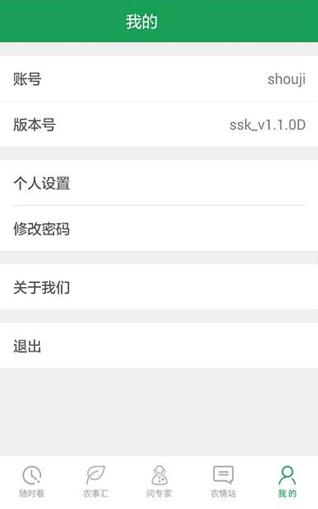 我的
账号 shouji
版本号 ssk_v1.1.0D
个人设置
修改密码
关于我们
退出
随时看 农事汇 问专家 农情站 我的